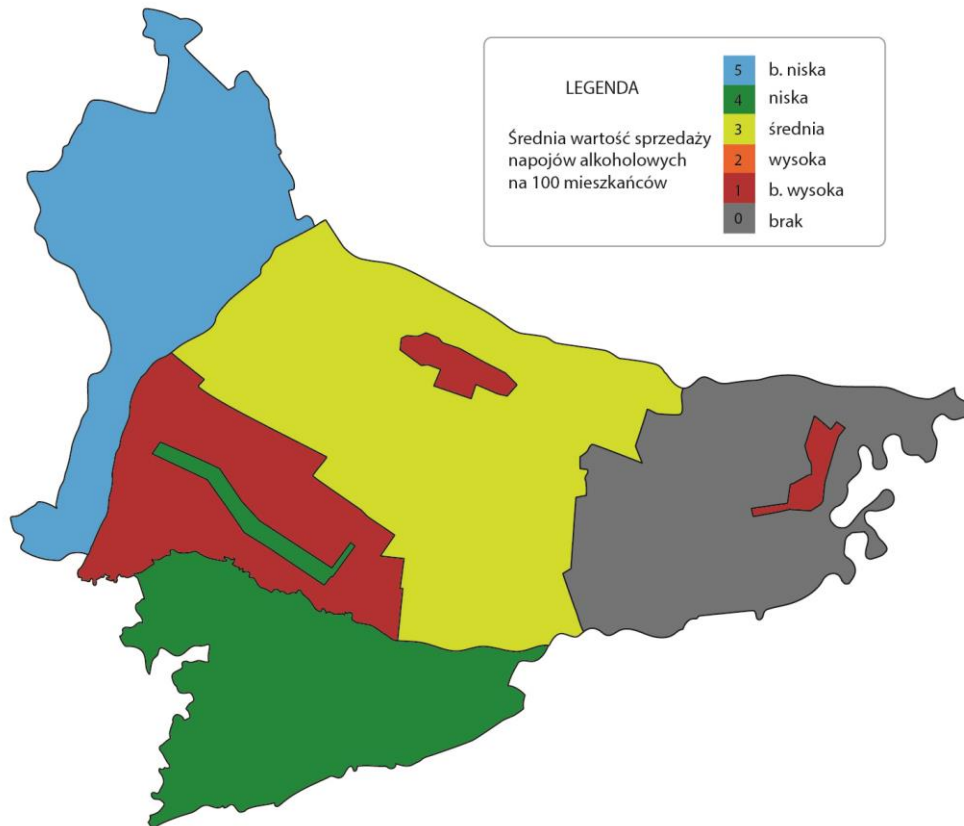 LEGENDA
Średnia wartość sprzedaży
napojów alkoholowych
na 100 mieszkańców
5 b. niska
4 niska
3 średnia
2 wysoka
1 b. wysoka
0 brak